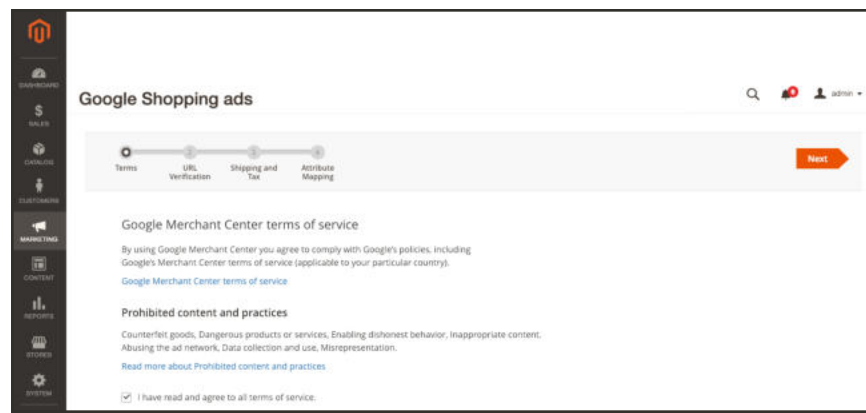 DASHBOARD
SALES
CATALOG
CUSTOMERS
MARKETING
CONTENT
REPORTS
STORES
SYSTEM
Google Shopping ads
admin
Terms
2
URL
Verification
3
Shipping and
Tax
4
Attribute
Mapping
Next
Google Merchant Center terms of service
By using Google Merchant Center you agree to comply with Google's policies, including
Google's Merchant Center terms of service (applicable to your particular country).
Google Merchant Center terms of service
Prohibited content and practices
Counterfeit goods, Dangerous products or services, Enabling dishonest behavior, Inappropriate content.
Abusing the ad network, Data collection and use, Misrepresentation.
Read more about Prohibited content and practices
I have read and agree to all terms of service.